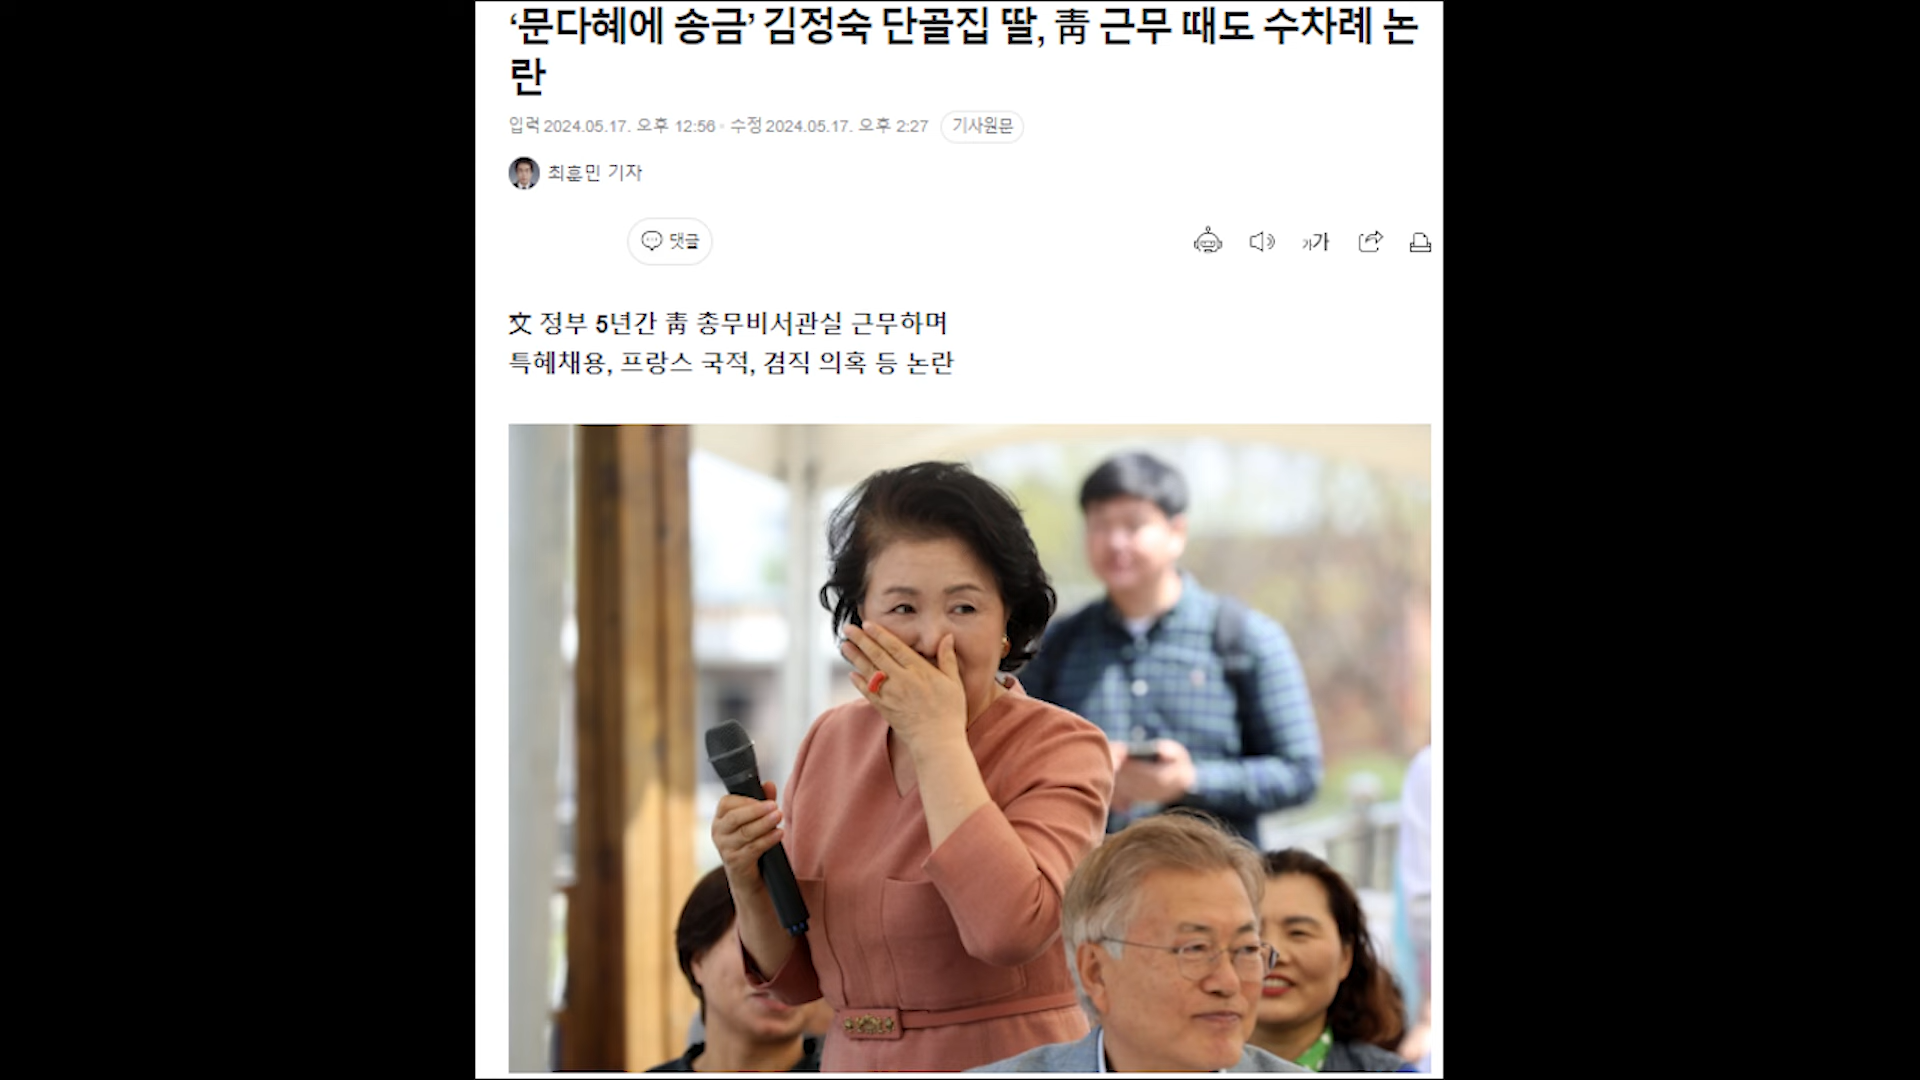 ‘문다혜에 송금’ 김정숙 단골집 딸, 靑 근무 때도 수차례 논
란
입력 2024.05.17. 오후 12:56 · 수정 2024.05.17. 오후 2:27 기사원문
최훈민 기자
댓글
가가
文 정부 5년간 靑 총무비서관실 근무하며
특혜채용, 프랑스 국적, 겸직 의혹 등 논란